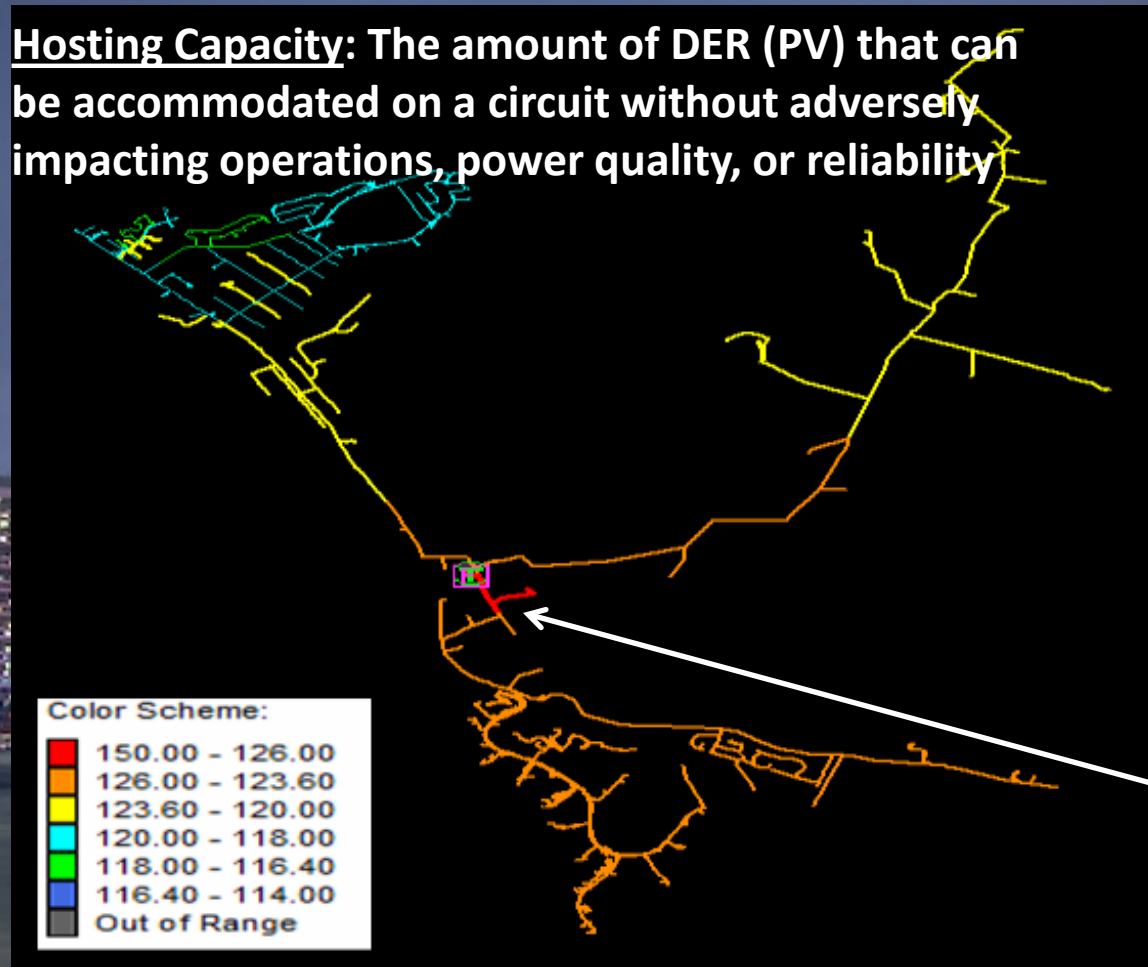 Hosting Capacity: The amount of DER (PV) that can
be accommodated on a circuit without adversely
impacting operations, power quality, or reliability
Color Scheme:
150.00 - 126.00
126.00 - 123.60
123.60 - 120.00
120.00 - 118.00
118.00 - 116.40
116.40 - 114.00
Out of Range